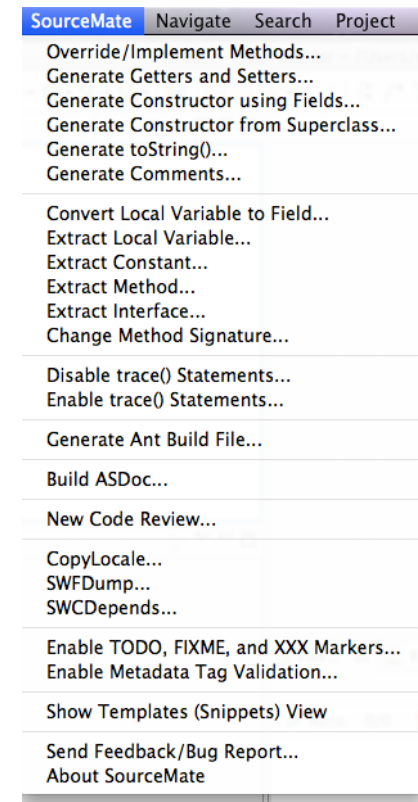 SourceMate Navigate Search Project
Override/Implement Methods...
Generate Getters and Setters...
Generate Constructor using Fields...
Generate Constructor from Superclass...
Generate toString()...
Generate Comments...
Convert Local Variable to Field...
Extract Local Variable...
Extract Constant...
Extract Method...
Extract Interface...
Change Method Signature...
Disable trace() Statements...
Enable trace() Statements...
Generate Ant Build File...
Build ASDoc...
New Code Review...
CopyLocale...
SWFDump...
SWCDepends...
Enable TODO, FIXME, and XXX Markers...
Enable Metadata Tag Validation...
Show Templates (Snippets) View
Send Feedback/Bug Report...
About SourceMate